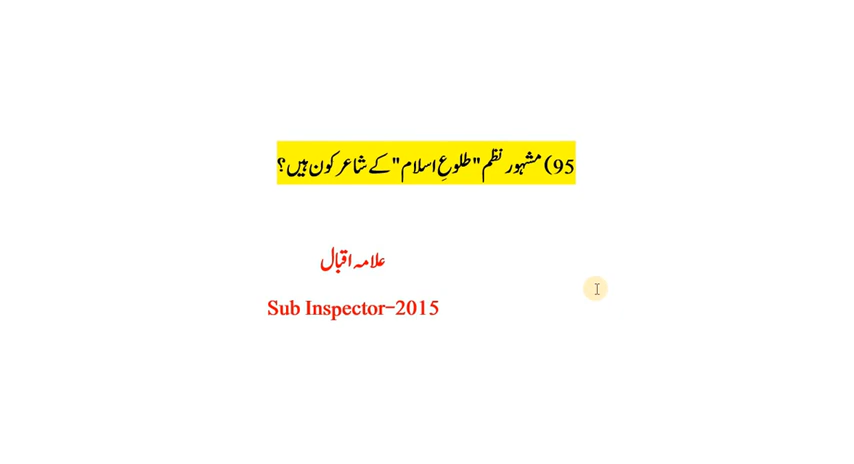 95) مشہور نظم "طلوعِ اسلام" کے شاعر کون ہیں؟
علامہ اقبال
Sub Inspector-2015